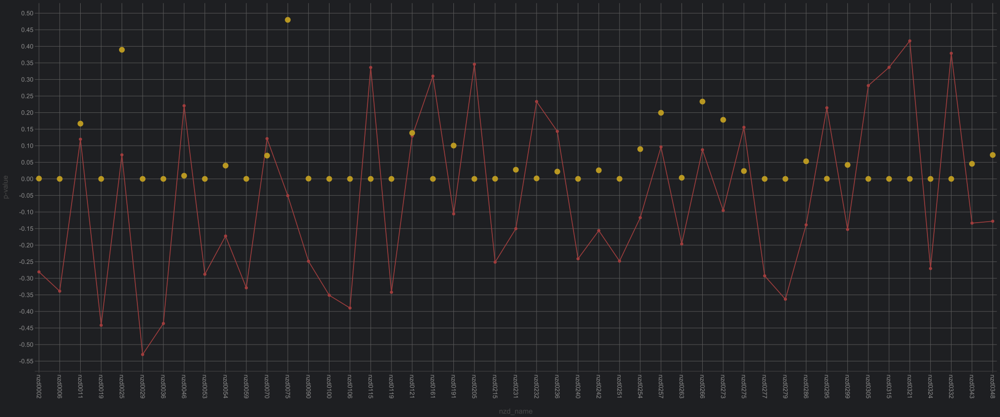 0.50
0.45
0.40
0.35
0.30
0.25
0.20
0.15
0.10
0.05
0.00
-0.05
-0.10
-0.15
-0.20
-0.25
-0.30
-0.35
-0.40
-0.45
-0.50
-0.55
p-value
nzd0002
nzd0006
nzd0011
nzd0019
nzd0025
nzd0029
nzd0036
nzd0046
nzd0053
nzd0054
nzd0059
nzd0070
nzd0075
nzd0090
nzd0100
nzd0106
nzd0115
nzd0119
nzd0121
nzd0161
nzd0191
nzd0205
nzd0215
nzd0231
nzd0232
nzd0236
nzd0240
nzd0242
nzd0251
nzd0254
nzd0257
nzd0263
nzd0266
nzd0273
nzd0275
nzd0277
nzd0279
nzd0286
nzd0295
nzd0299
nzd0305
nzd0315
nzd0321
nzd0324
nzd0332
nzd0343
nzd0348
nzd_name